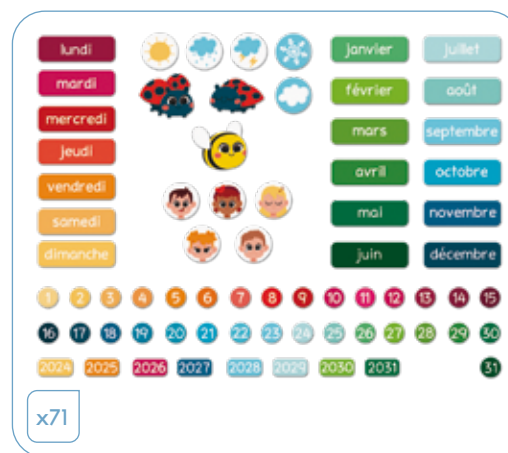 lundi janvier juillet
mardi février août
mercredi mars septembre
jeudi avril octobre
vendredi mai novembre
samedi juin décembre
dimanche
1 2 3 4 5 6 7 8 9 10 11 12 13 14 15
16 17 18 19 20 21 22 23 24 25 26 27 28 29 30
2024 2025 2026 2027 2028 2029 2030 2031 31
x71